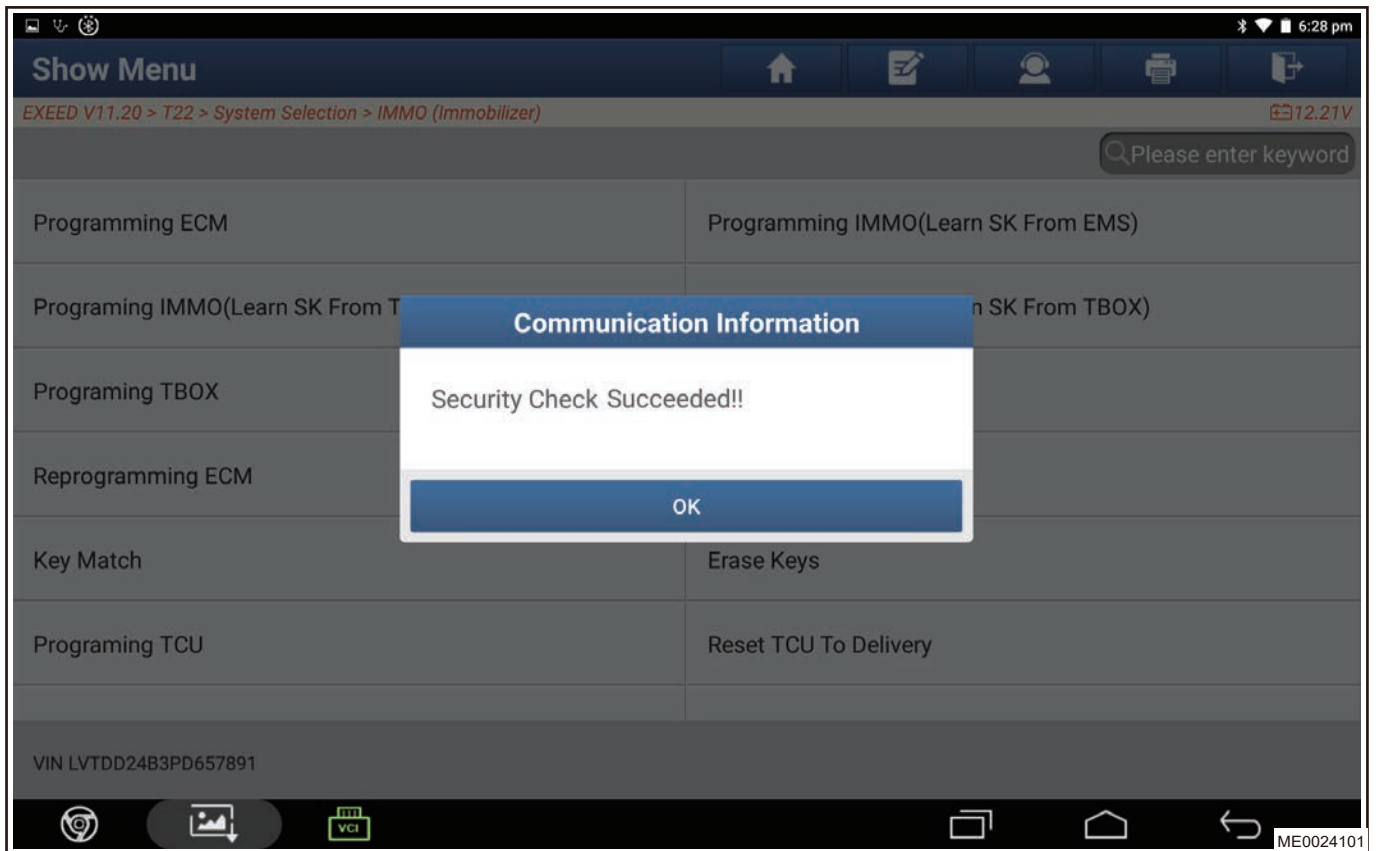 6:28 pm
Show Menu
EXEED V11.20 > T22 > System Selection > IMMO (Immobilizer)
12.21V
Please enter keyword
Programming ECM
Programming IMMO(Learn SK From EMS)
Programing IMMO(Learn SK From T
n SK From TBOX)
Communication Information
Programing TBOX
Security Check Succeeded!!
Reprogramming ECM
OK
Key Match
Erase Keys
Programing TCU
Reset TCU To Delivery
VIN LVTDD24B3PD657891
VCI
ME0024101